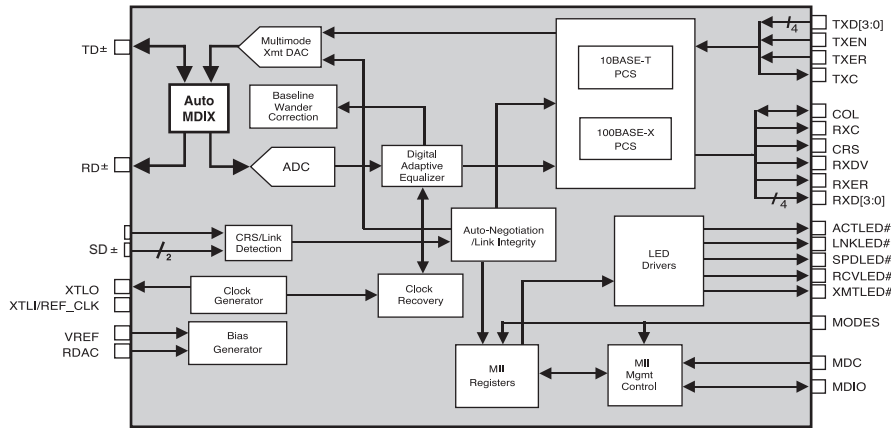 TD±
RD±
SD ±
XTLO
XTLI/REF_CLK
VREF
RDAC
Auto
MDIX
Multimode
Xmt DAC
Baseline
Wander
Correction
ADC
Digital
Adaptive
Equalizer
2
CRS/Link
Detection
Auto-Negotiation
/Link Integrity
Clock
Generator
Clock
Recovery
Bias
Generator
10BASE-T
PCS
100BASE-X
PCS
LED
Drivers
MII
Registers
MII
Mgmt
Control
4
TXD[3:0]
TXEN
TXER
TXC
COL
RXC
CRS
RXDV
RXER
4
RXD[3:0]
ACTLED#
LNKLED#
SPDLED#
RCVLED#
XMTLED#
MODES
MDC
MDIO